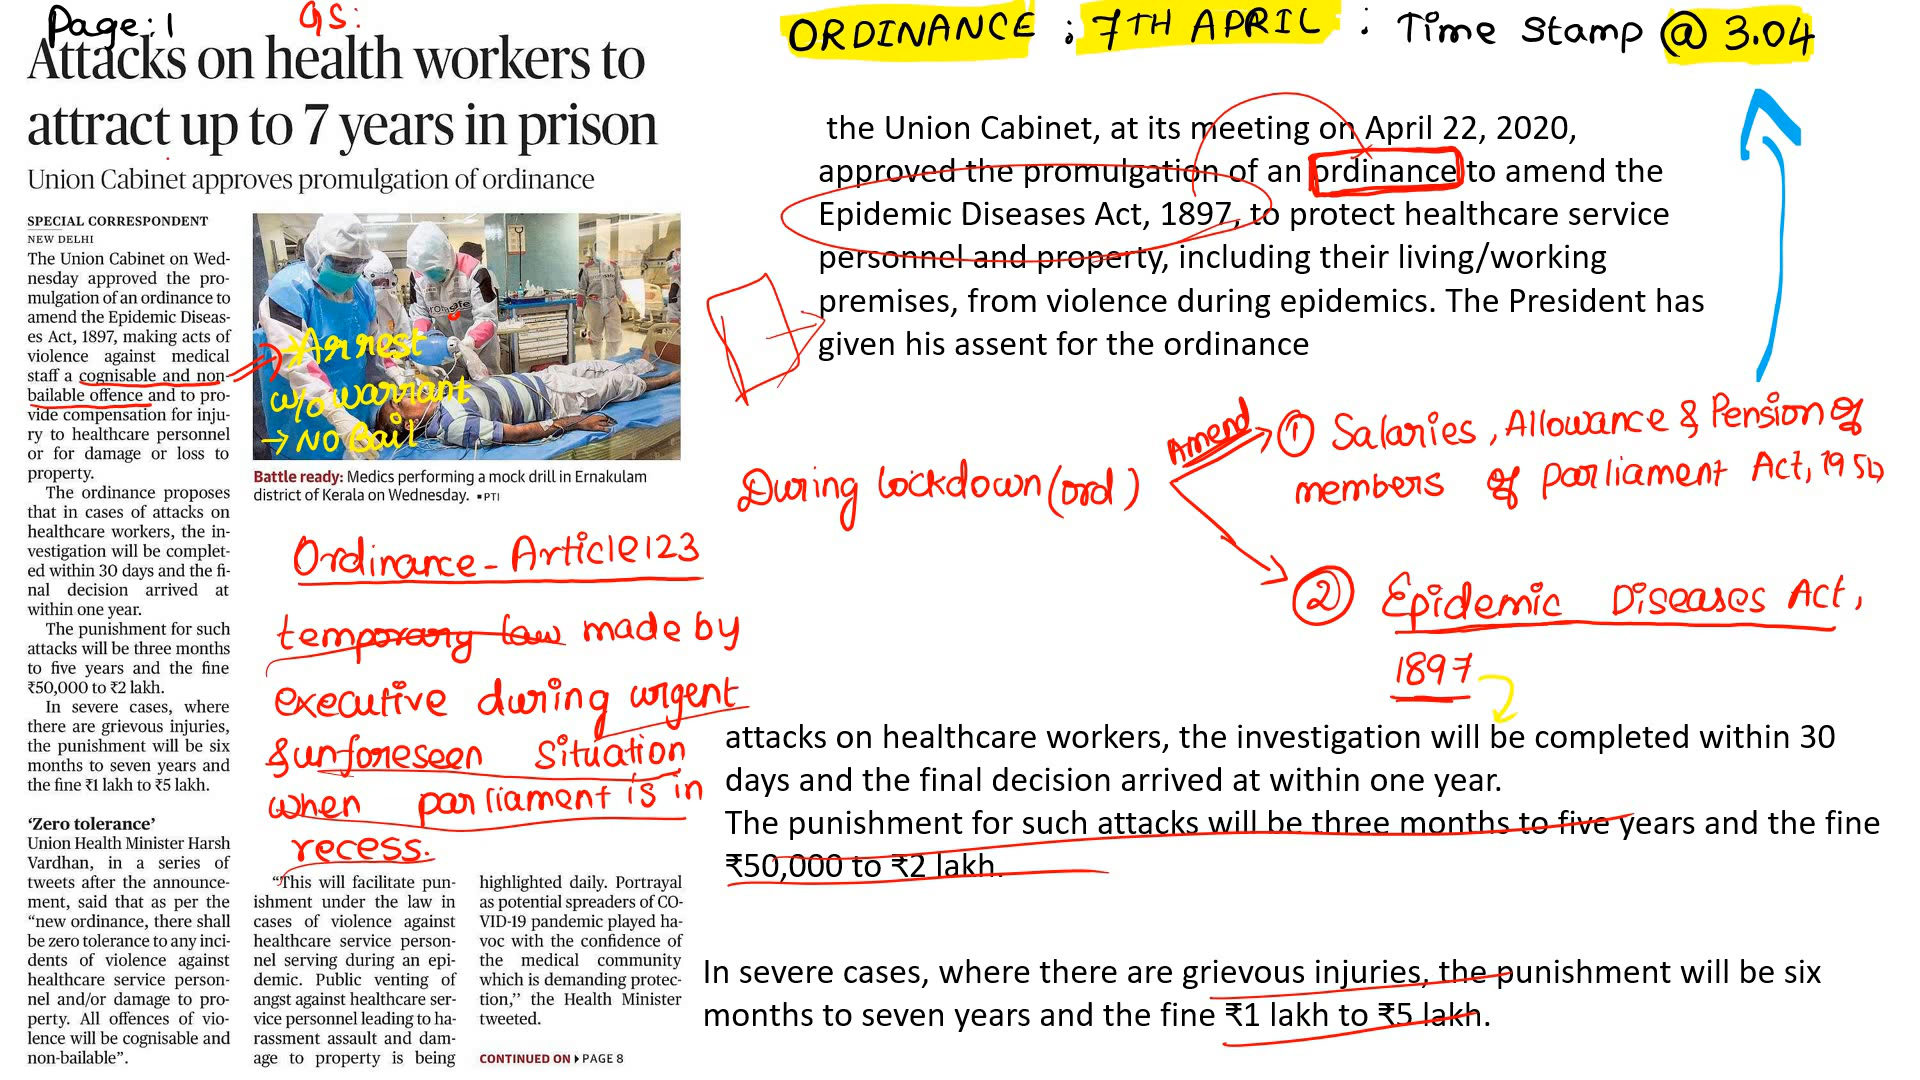 Page:1
GS:
ORDINANCE ; 7TH APRIL : Time Stamp @ 3.04
Attacks on health workers to
attract up to 7 years in prison
Union Cabinet approves promulgation of ordinance
SPECIAL CORRESPONDENT
NEW DELHI
The Union Cabinet on Wed-
nesday approved the pro-
mulgation of an ordinance to
amend the Epidemic Diseas-
es Act, 1897, making acts of
violence against medical
staff a cognisable and non-
bailable offence and to pro-
vide compensation for inju-
ry to healthcare personnel
or for damage or loss to
property.
The ordinance proposes
that in cases of attacks on
healthcare workers, the in-
vestigation will be complet-
ed within 30 days and the fi-
nal decision arrived at
within one year.
The punishment for such
attacks will be three months
to five years and the fine
₹50,000 to ₹2 lakh.
In severe cases, where
there are grievous injuries,
the punishment will be six
months to seven years and
the fine ₹1 lakh to ₹5 lakh.
‘Zero tolerance’
Union Health Minister Harsh
Vardhan, in a series of
tweets after the announce-
ment, said that as per the
“new ordinance, there shall
be zero tolerance to any inci-
dents of violence against
healthcare service person-
nel and/or damage to pro-
perty. All offences of vio-
lence will be cognisable and
non-bailable”.
Arrest
w/o warrant
→ NO Bail
Battle ready: Medics performing a mock drill in Ernakulam
district of Kerala on Wednesday. ▪PTI
Ordinance - Article 123
temporary law made by
executive during urgent
& unforeseen situation
when parliament is in
recess.
“This will facilitate pun-
ishment under the law in
cases of violence against
healthcare service person-
nel serving during an epi-
demic. Public venting of
angst against healthcare ser-
vice personnel leading to ha-
rassment assault and dam-
age to property is being
highlighted daily. Portrayal
as potential spreaders of CO-
VID-19 pandemic played ha-
voc with the confidence of
the medical community
which is demanding protec-
tion,” the Health Minister
tweeted.
CONTINUED ON ▸ PAGE 8
the Union Cabinet, at its meeting on April 22, 2020,
approved the promulgation of an ordinance to amend the
Epidemic Diseases Act, 1897, to protect healthcare service
personnel and property, including their living/working
premises, from violence during epidemics. The President has
given his assent for the ordinance
During lockdown (ord)
Amend
① Salaries, Allowance & Pension of
members of parliament Act, 1954
② Epidemic Diseases Act,
1897
attacks on healthcare workers, the investigation will be completed within 30
days and the final decision arrived at within one year.
The punishment for such attacks will be three months to five years and the fine
₹50,000 to ₹2 lakh.
In severe cases, where there are grievous injuries, the punishment will be six
months to seven years and the fine ₹1 lakh to ₹5 lakh.